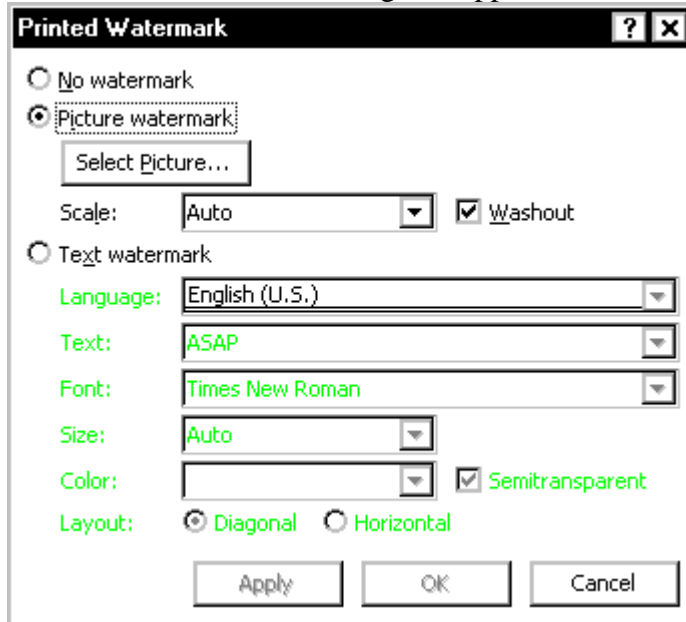 Printed Watermark
No watermark
Picture watermark
Select Picture...
Scale: Auto Washout
Text watermark
Language: English (U.S.)
Text: ASAP
Font: Times New Roman
Size: Auto
Color: Semitransparent
Layout: Diagonal Horizontal
Apply OK Cancel